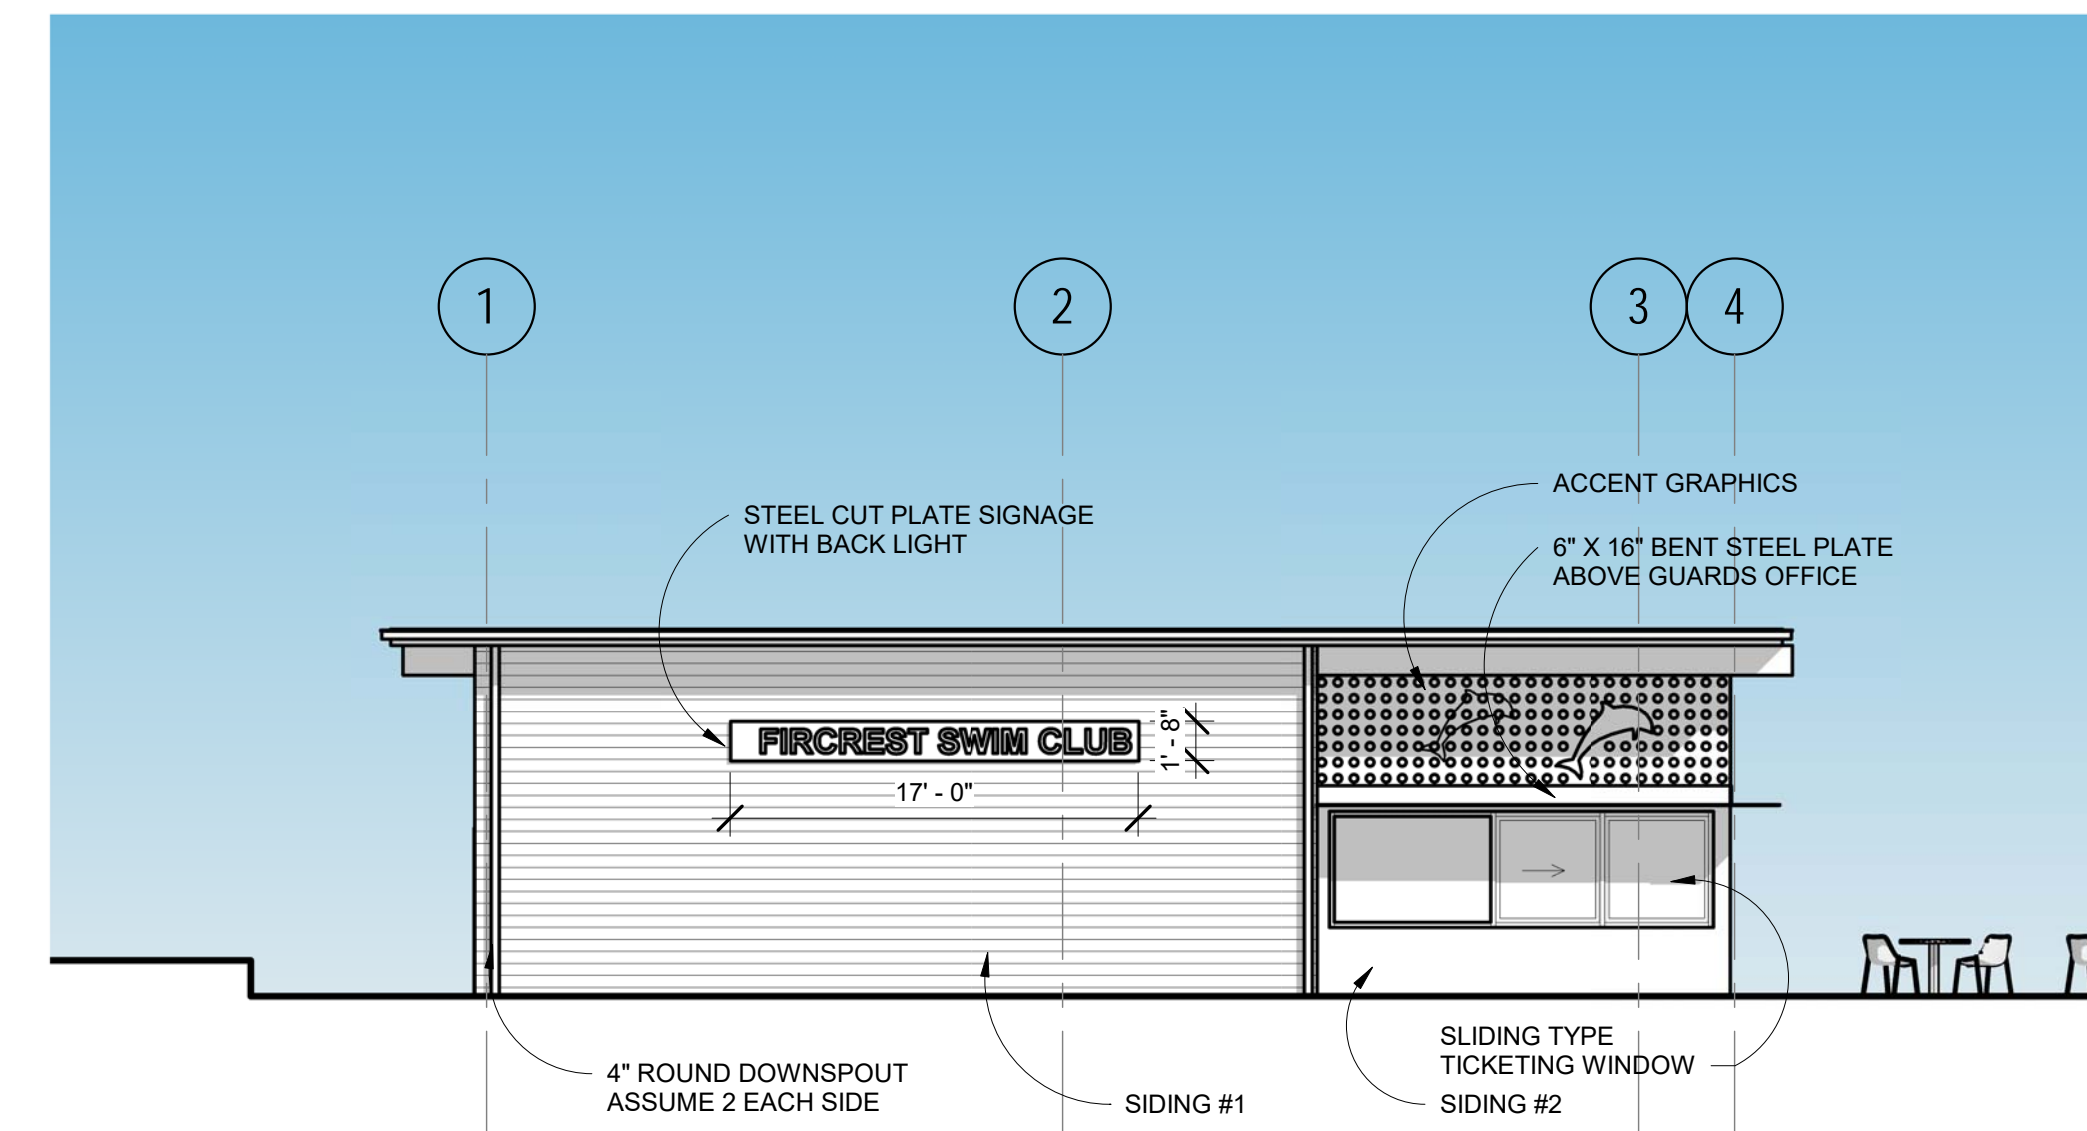 1
2
3
4
ACCENT GRAPHICS
STEEL CUT PLATE SIGNAGE
WITH BACK LIGHT
6" X 16" BENT STEEL PLATE
ABOVE GUARDS OFFICE
FIRCREST SWIM CLUB
1' - 8"
17' - 0"
SLIDING TYPE
TICKETING WINDOW
4" ROUND DOWNSPOUT
ASSUME 2 EACH SIDE
SIDING #1
SIDING #2